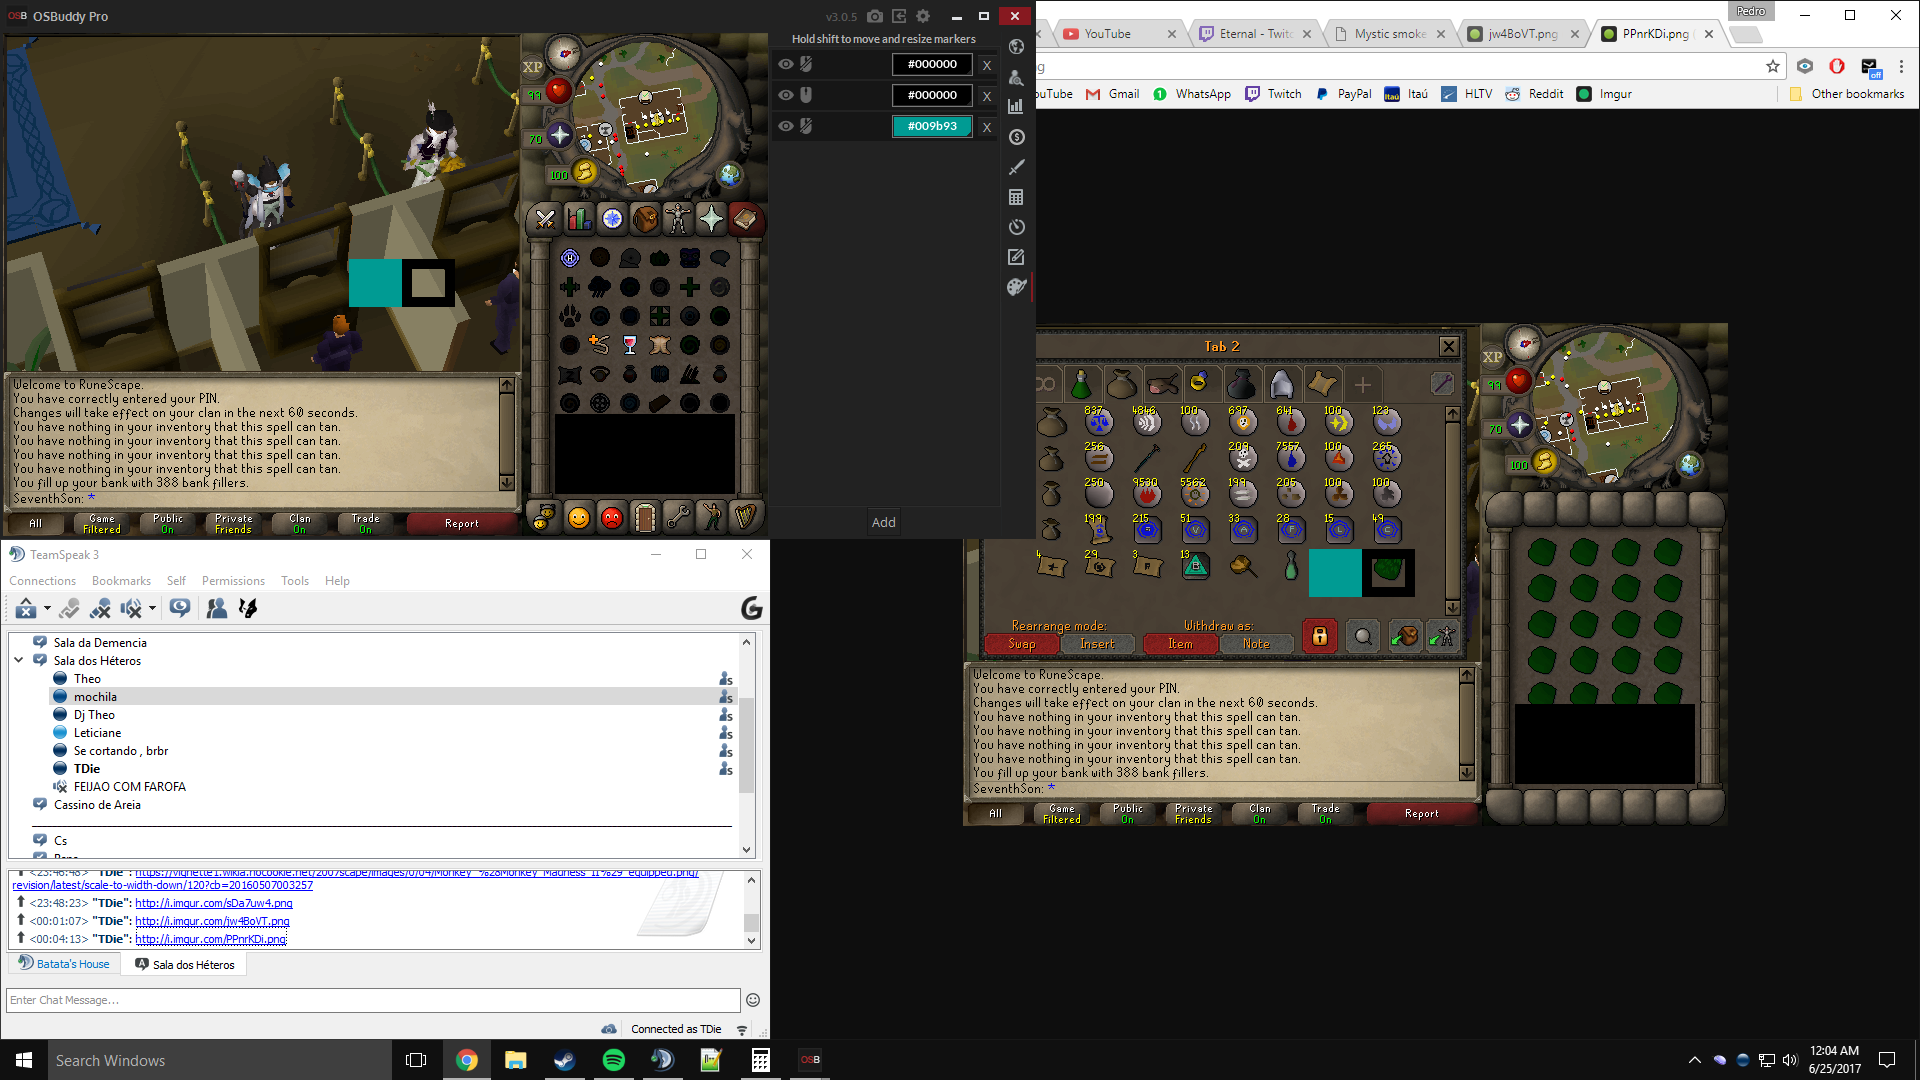 OSB OSBuddy Pro
v3.0.5
Hold shift to move and resize markers
#000000 X
#000000 X
#009b93 X
Add
XP
99
70
100
Welcome to RuneScape.
You have correctly entered your PIN.
Changes will take effect on your clan in the next 60 seconds.
You have nothing in your inventory that this spell can tan.
You have nothing in your inventory that this spell can tan.
You have nothing in your inventory that this spell can tan.
You have nothing in your inventory that this spell can tan.
You fill up your bank with 388 bank fillers.
SeventhSon: *
All
Game
Filtered
Public
On
Private
Friends
Clan
On
Trade
On
Report
Pedro
YouTube
Eternal - Twitc
Mystic smoke
jw4BoVT.png
PPnrKDi.png (
ng
ouTube
Gmail
WhatsApp
Twitch
PayPal
Itaú
HLTV
Reddit
Imgur
Other bookmarks
off
Tab 2
837 4846 100 697 641 100 123
256 209 7557 100 265
250 9530 5562 199 205 100 100
199 215 51 33 28 15 49
4 29 3 13
Rearrange mode:
Withdraw as:
Swap
Insert
Item
Note
XP
99
70
100
Welcome to RuneScape.
You have correctly entered your PIN.
Changes will take effect on your clan in the next 60 seconds.
You have nothing in your inventory that this spell can tan.
You have nothing in your inventory that this spell can tan.
You have nothing in your inventory that this spell can tan.
You have nothing in your inventory that this spell can tan.
You fill up your bank with 388 bank fillers.
SeventhSon: *
All
Game
Filtered
Public
On
Private
Friends
Clan
On
Trade
On
Report
TeamSpeak 3
Connections Bookmarks Self Permissions Tools Help
Sala da Demencia
Sala dos Héteros
Theo
mochila
Dj Theo
Leticiane
Se cortando , brbr
TDie
FEIJAO COM FAROFA
Cassino de Areia
Cs
<23:46:48> "TDie": https://vignette1.wikia.nocookie.net/2007scape/images/0/04/Monkey_%28Monkey_Madness_II%29_equipped.png/
revision/latest/scale-to-width-down/120?cb=20160507003257
<23:48:23> "TDie": http://i.imgur.com/sDa7uw4.png
<00:01:07> "TDie": http://i.imgur.com/jw4BoVT.png
<00:04:13> "TDie": http://i.imgur.com/PPnrKDi.png
Batata's House
Sala dos Héteros
Enter Chat Message...
Connected as TDie
Search Windows
OSB
12:04 AM
6/25/2017